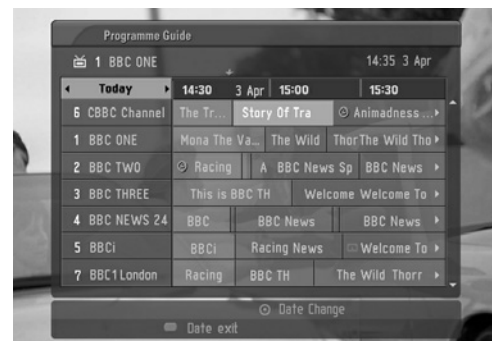 Programme Guide
1 BBC ONE 14:35 3 Apr
Today 14:30 3 Apr 15:00 15:30
6 CBBC Channel The Tr... Story Of Tra Animadness ...
1 BBC ONE Mona The Va... The Wild ThorThe Wild Tho
2 BBC TWO Racing A BBC News Sp BBC News
3 BBC THREE This is BBC TH Welcome Welcome To
4 BBC NEWS 24 BBC BBC News BBC News
5 BBCi BBCi Racing News Welcome To
7 BBC1London Racing BBC TH The Wild Thorr
Date Change
Date exit